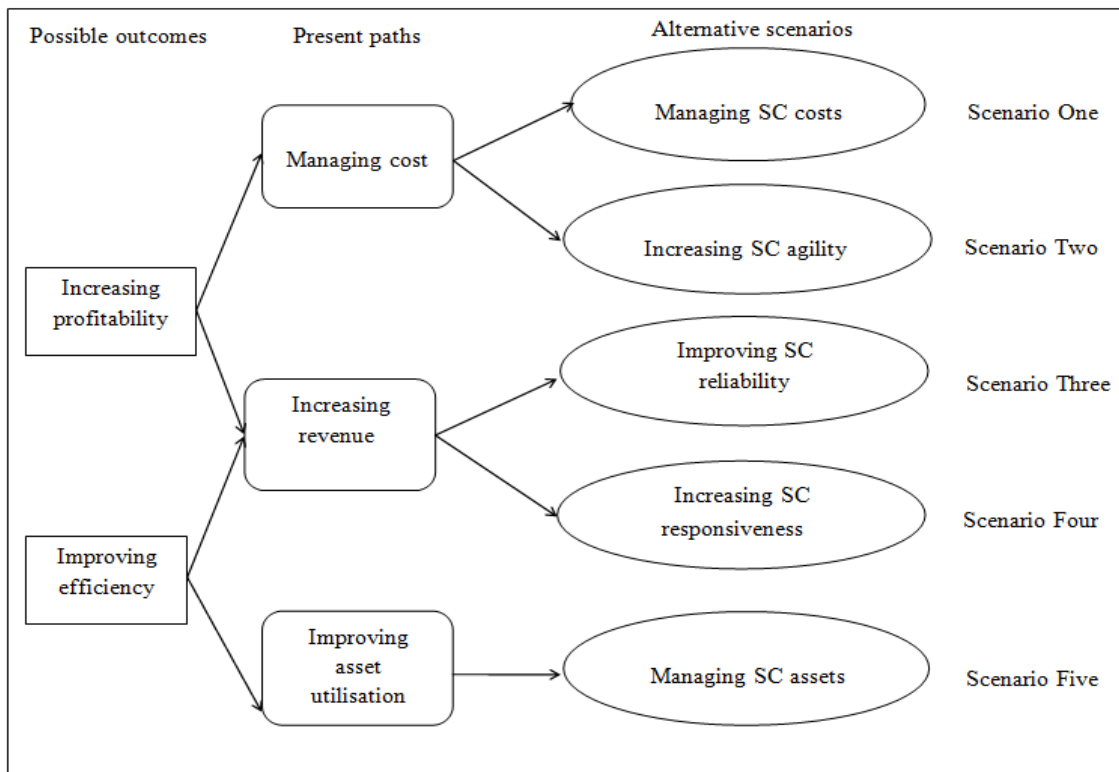 Possible outcomes
Present paths
Alternative scenarios
Managing SC costs
Scenario One
Managing cost
Increasing SC agility
Scenario Two
Increasing
profitability
Improving SC
reliability
Scenario Three
Increasing
revenue
Increasing SC
responsiveness
Scenario Four
Improving
efficiency
Improving
asset
utilisation
Managing SC assets
Scenario Five